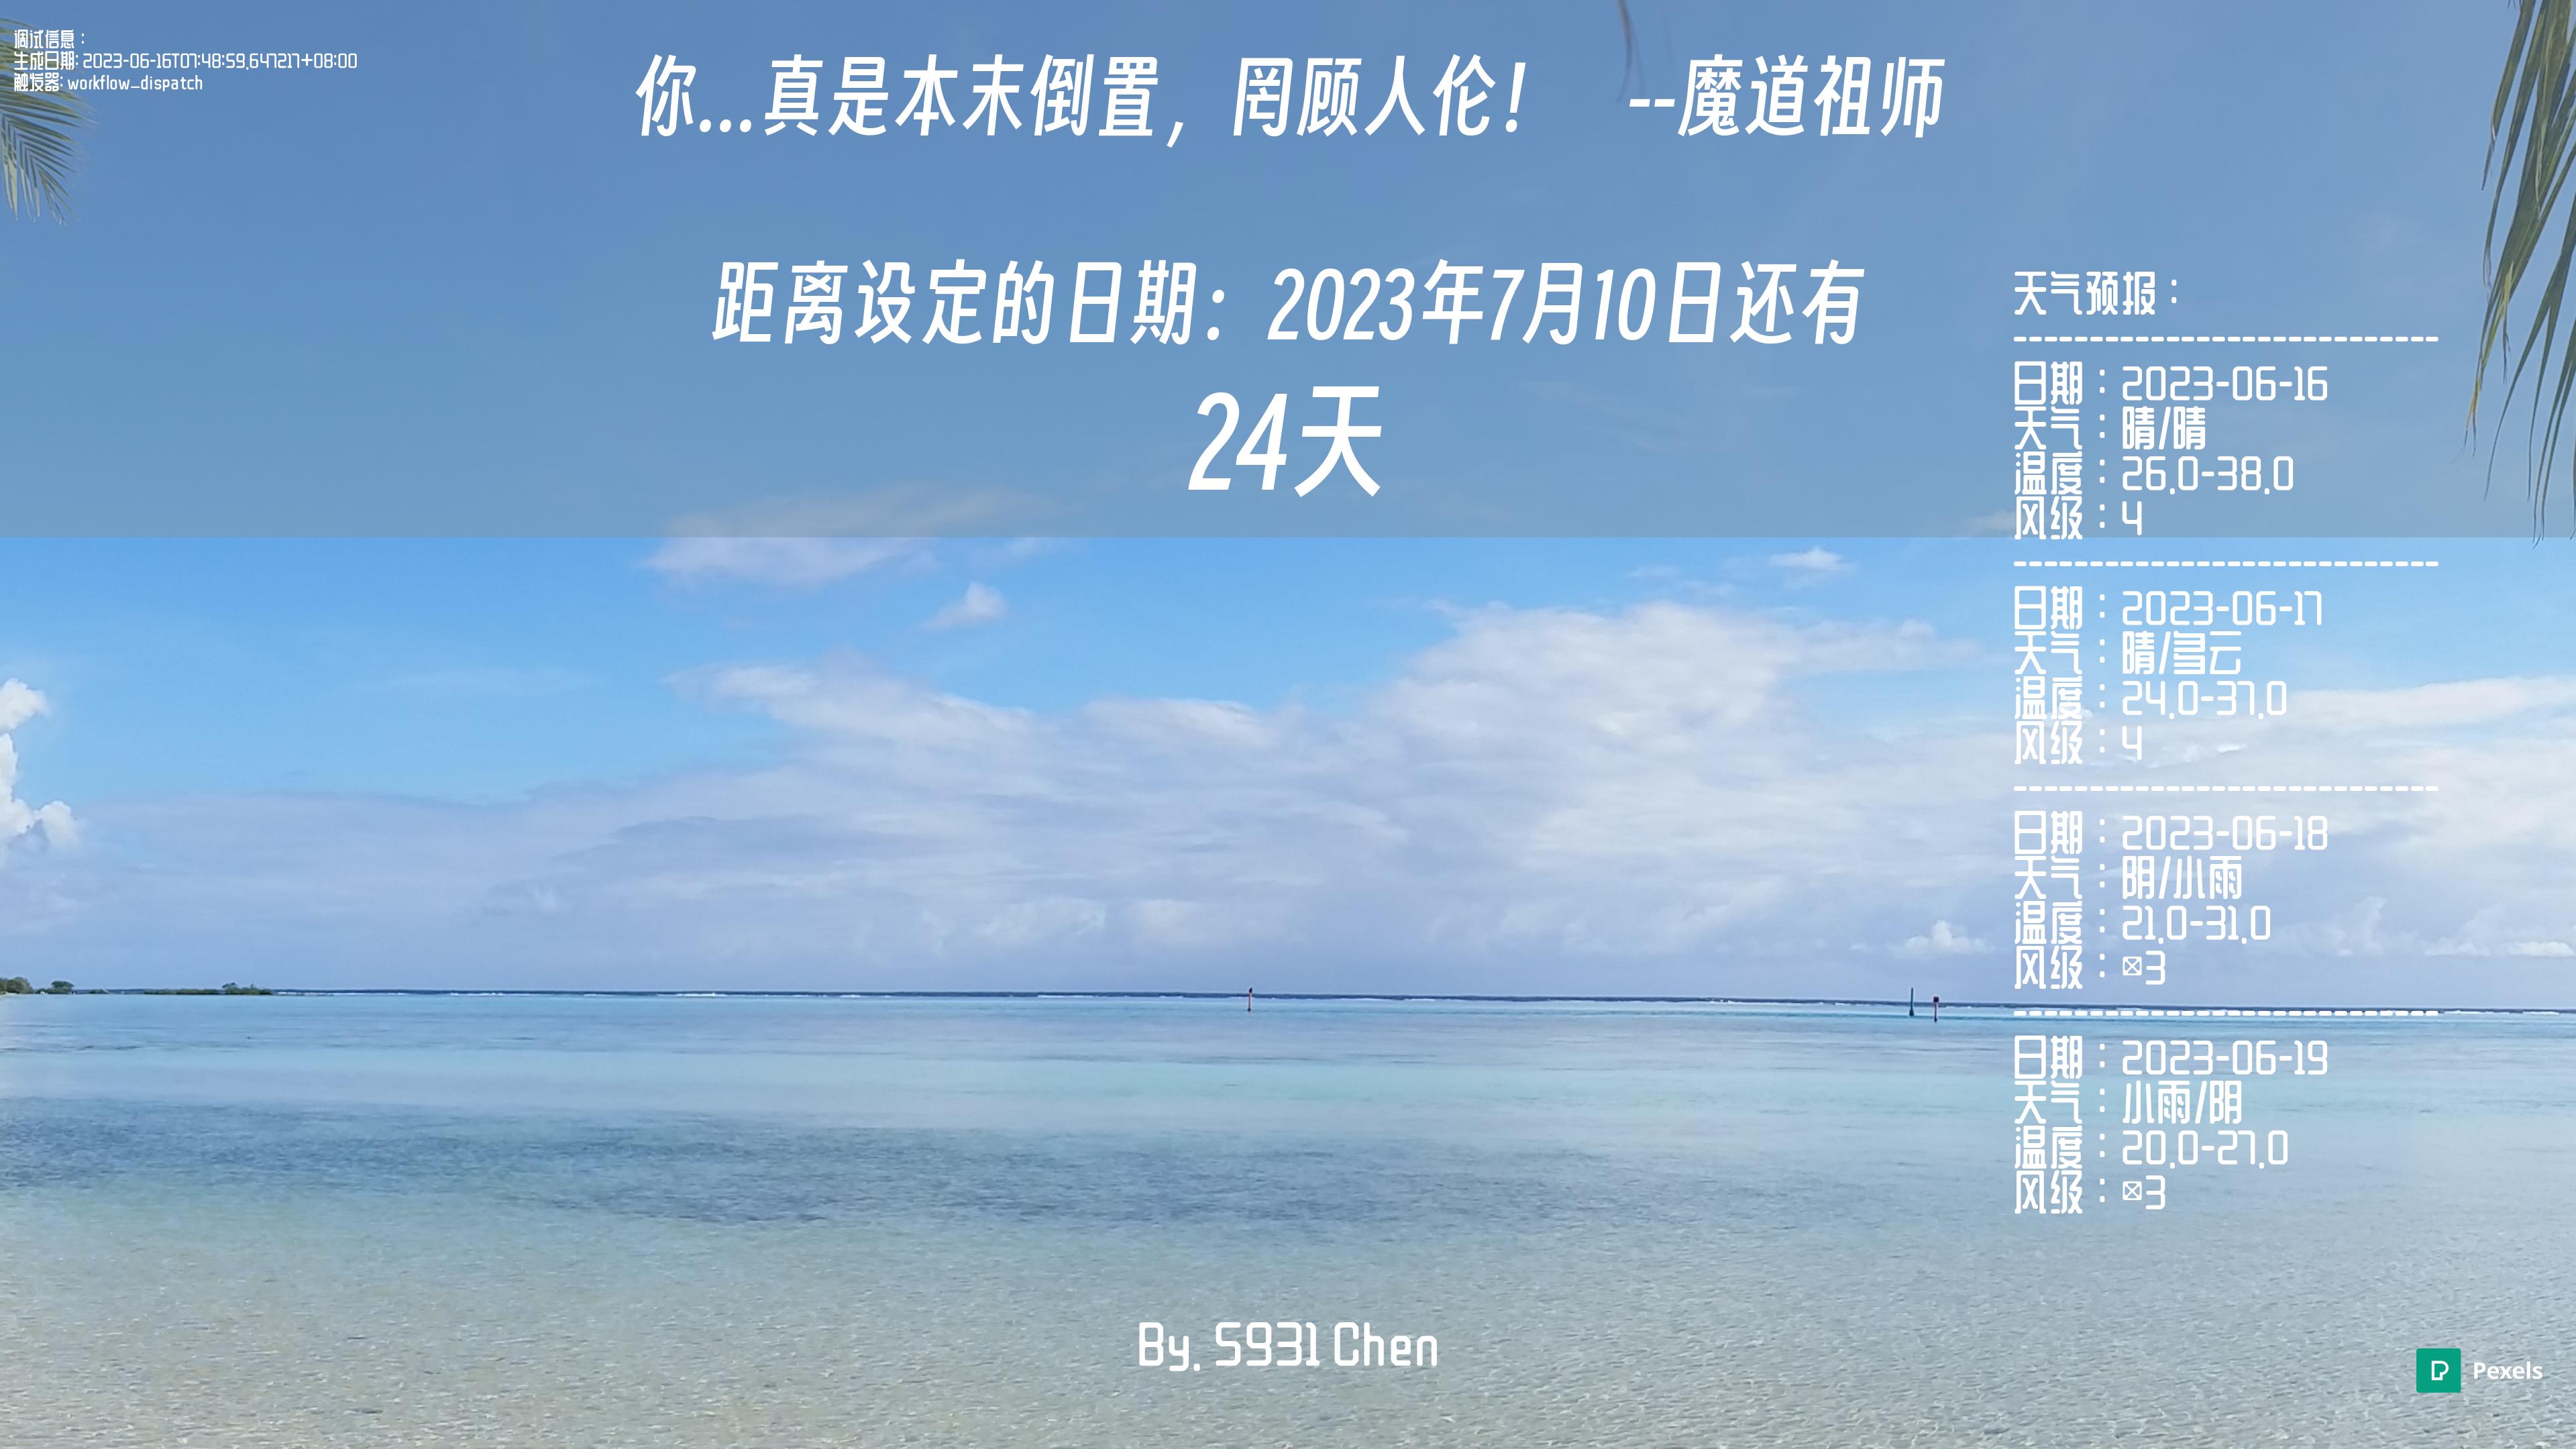 调试信息：
生成日期: 2023-06-16T07:48:59.647217+08:00
触发器: workflow_dispatch
你...真是本末倒置，罔顾人伦！ --魔道祖师
距离设定的日期：2023年7月10日还有
24天
天气预报：
----------------------------
日期：2023-06-16
天气：晴/晴
温度：26.0-38.0
风级：4
----------------------------
日期：2023-06-17
天气：晴/多云
温度：24.0-37.0
风级：4
----------------------------
日期：2023-06-18
天气：阴/小雨
温度：21.0-31.0
风级：3
----------------------------
日期：2023-06-19
天气：小雨/阴
温度：20.0-27.0
风级：3
By. S931 Chen
Pexels